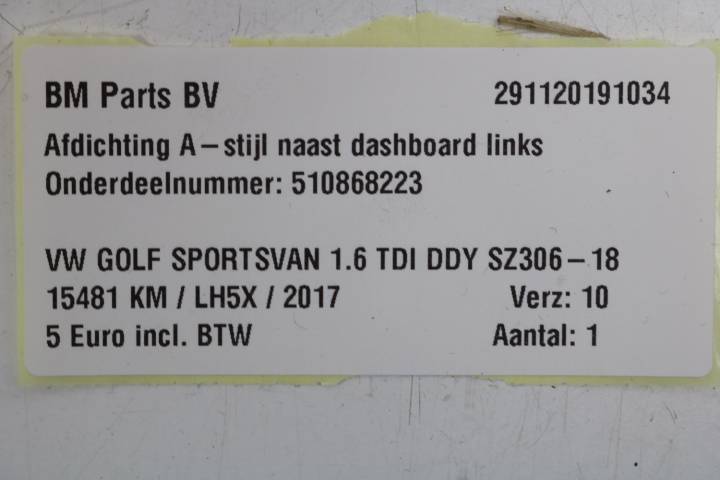 BM Parts BV 291120191034
Afdichting A-stijl naast dashboard links
Onderdeelnummer: 510868223
VW GOLF SPORTSVAN 1.6 TDI DDY SZ306-18
15481 KM / LH5X / 2017 Verz: 10
5 Euro incl. BTW Aantal: 1